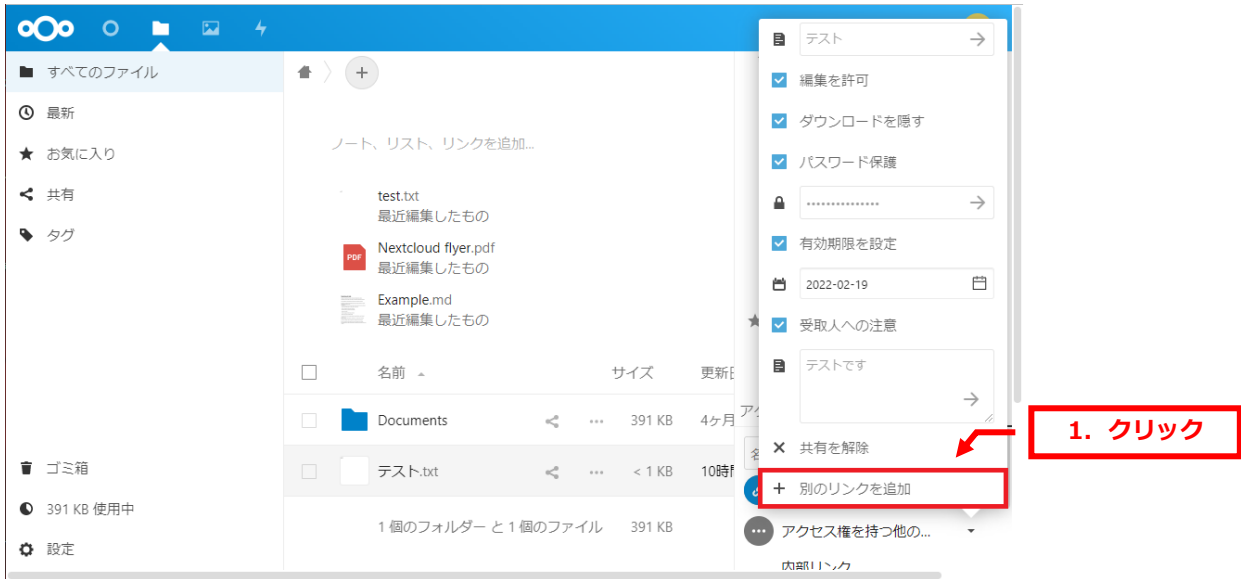 すべてのファイル
最新
お気に入り
共有
タグ
ゴミ箱
391 KB 使用中
設定
ノート、リスト、リンクを追加...
test.txt
最近編集したもの
PDF
Nextcloud flyer.pdf
最近編集したもの
Example.md
最近編集したもの
名前 サイズ 更新日
Documents 391 KB 4ヶ月
テスト.txt < 1 KB 10時間
1 個のフォルダー と 1 個のファイル 391 KB
テスト
編集を許可
ダウンロードを隠す
パスワード保護
有効期限を設定
2022-02-19
受取人への注意
テストです
共有を解除
別のリンクを追加
アクセス権を持つ他の...
内部リンク
1. クリック